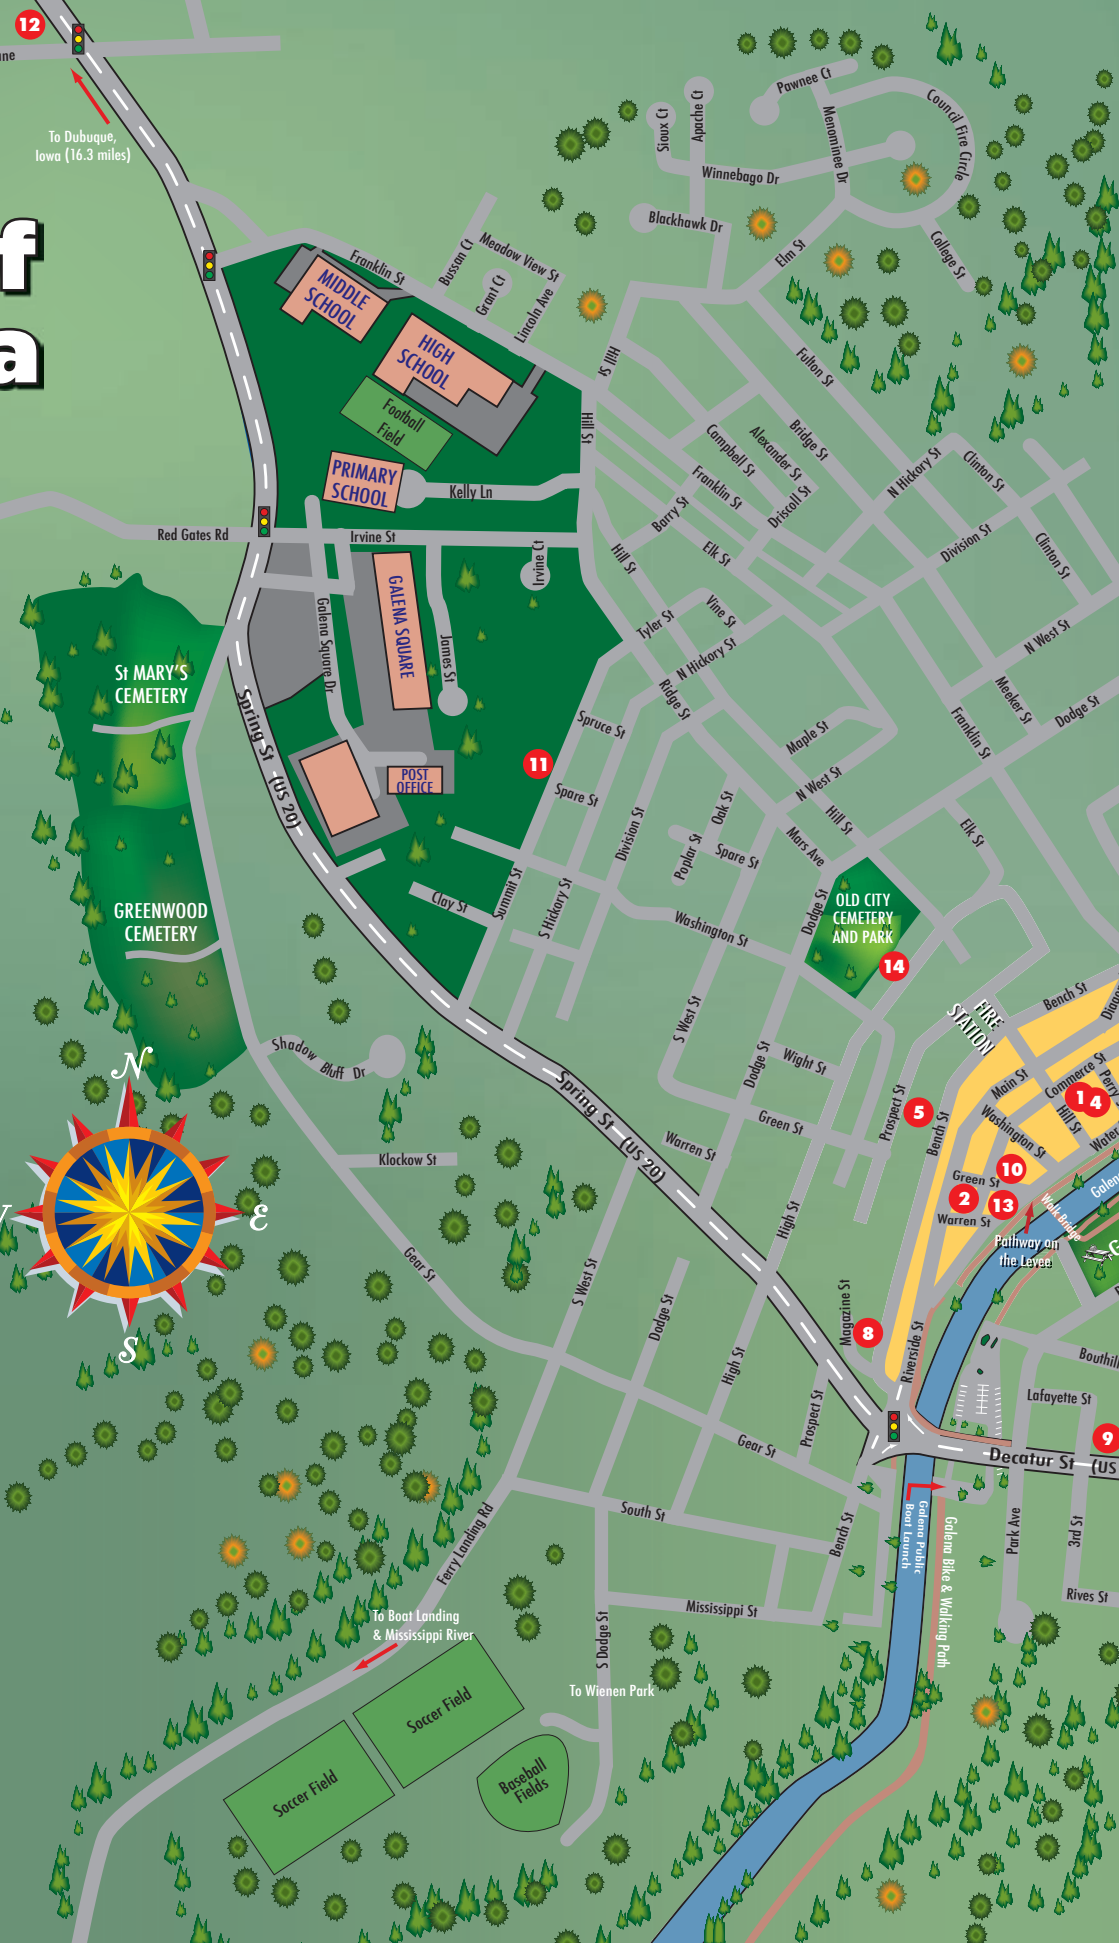 12
ne
To Dubuque,
Iowa (16.3 miles)
f
a
Pawnee Ct
Council Fire Circle
Sioux Ct
Apache Ct
Menominee Dr
Winnebago Dr
Blackhawk Dr
Elm St
College St
Franklin St
Bussan Ct
Meadow View St
Grant Ct
Lincoln Ave
MIDDLE
SCHOOL
HIGH
SCHOOL
Football
Field
PRIMARY
SCHOOL
Kelly Ln
Hill St
Hill St
Fulton St
Bridge St
Alexander St
Campbell St
Franklin St
Driscoll St
Barry St
Elk St
N Hickory St
Clinton St
Division St
Clinton St
Red Gates Rd
Irvine St
Irvine Ct
Hill St
GALENA SQUARE
Galena Square Dr
James St
Tyler St
Vine St
N Hickory St
Ridge St
N West St
Meeker St
Dodge St
Franklin St
St MARY'S
CEMETERY
Spring St (US 20)
Spruce St
11
Spare St
POST
OFFICE
Maple St
N West St
Hill St
Mars Ave
Elk St
Oak St
Poplar St
Spare St
Division St
Clay St
Summit St
S Hickory St
Washington St
Dodge St
OLD CITY
CEMETERY
AND PARK
14
GREENWOOD
CEMETERY
FIRE
STATION
Bench St
Main St
Commerce St
1
4
Hill St
Washington St
5
Prospect St
Bench St
10
Green St
2
13
Warren St
Walk Bridge
Pathway on
the Levee
S West St
Dodge St
Wight St
Green St
Warren St
Spring St (US 20)
Shadow Bluff Dr
N
E
S
Klockow St
Gear St
High St
S West St
Dodge St
High St
Magazine St
8
Riverside St
Prospect St
Gear St
Lafayette St
9
Decatur St (US
South St
Bench St
Galena Public
Boat Launch
Galena Bike & Walking Path
Park Ave
3rd St
Rives St
Ferry Landing Rd
Mississippi St
S Dodge St
To Boat Landing
& Mississippi River
To Wienen Park
Soccer Field
Soccer Field
Baseball
Fields